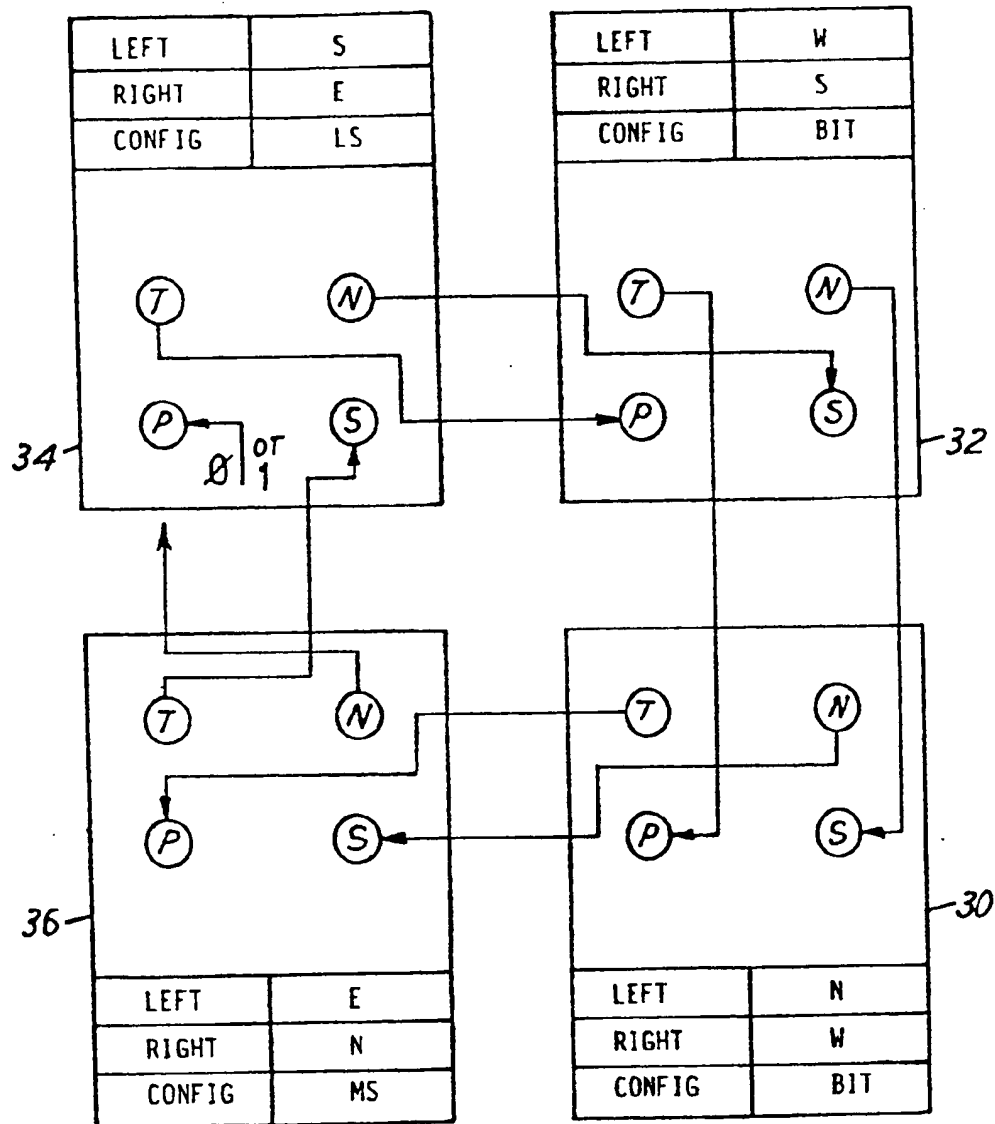 LEFT S
RIGHT E
CONFIG LS
LEFT W
RIGHT S
CONFIG BIT
T N
P S
Ø or 1
34
T N
P S
32
T N
P S
36
T N
P S
30
LEFT E
RIGHT N
CONFIG MS
LEFT N
RIGHT W
CONFIG BIT